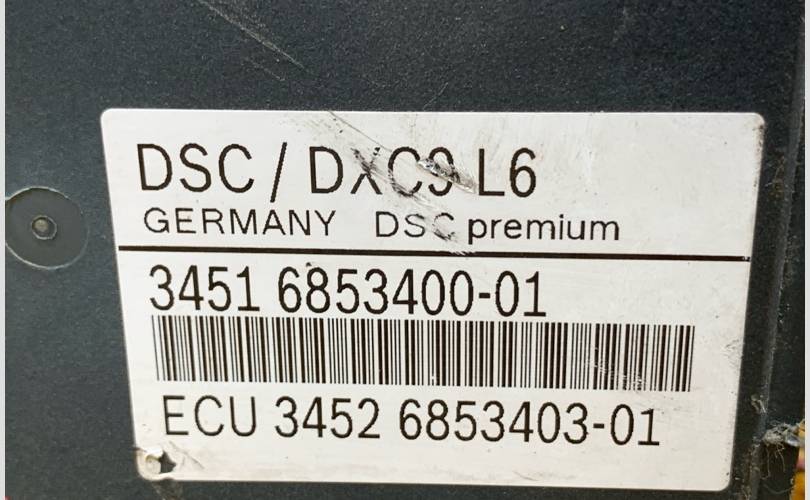 DSC / DXC9 L6
GERMANY DSC premium
3451 6853400-01
ECU 3452 6853403-01